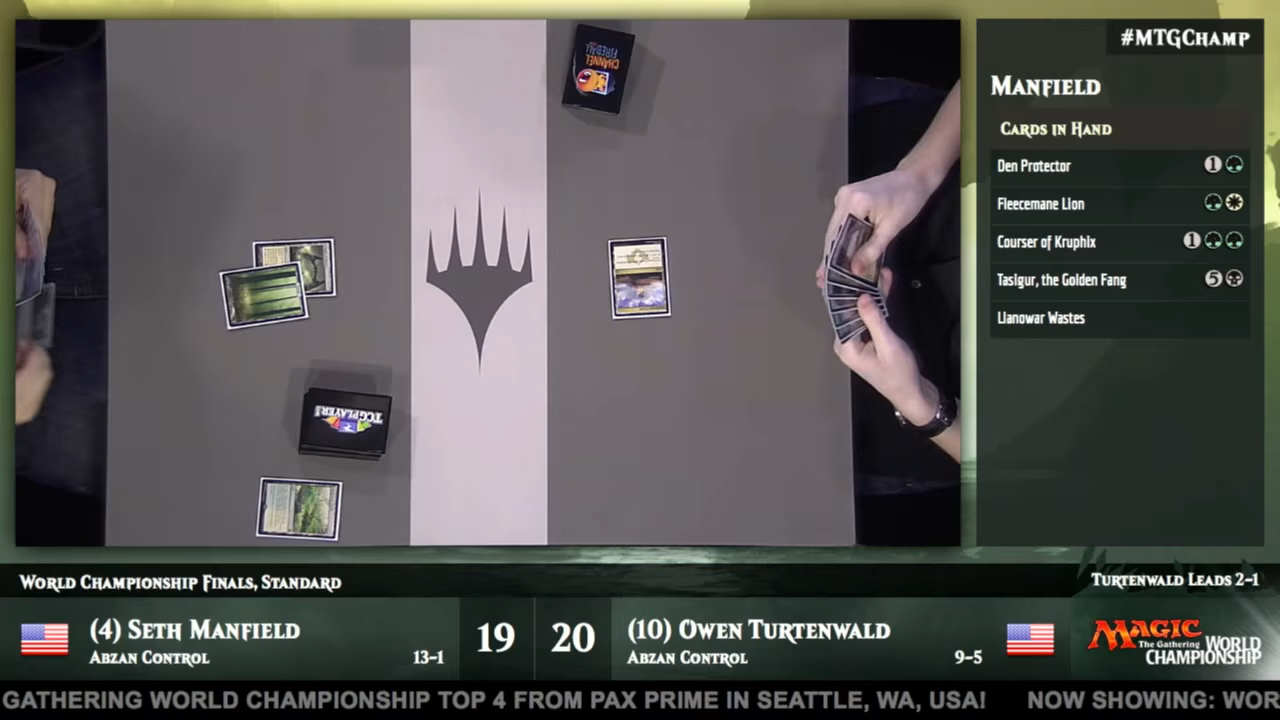 CHANNEL
FIREBALL
TCGPLAYER!
#MTGCHAMP
MANFIELD
CARDS IN HAND
Den Protector 1
Fleecemane Lion
Courser of Kruphix 1
Tasigur, the Golden Fang 5
Llanowar Wastes
WORLD CHAMPIONSHIP FINALS, STANDARD
TURTENWALD LEADS 2-1
(4) SETH MANFIELD
ABZAN CONTROL
13-1
19
20
(10) OWEN TURTENWALD
ABZAN CONTROL
9-5
MAGIC
The Gathering
WORLD
CHAMPIONSHIP
GATHERING WORLD CHAMPIONSHIP TOP 4 FROM PAX PRIME IN SEATTLE, WA, USA! NOW SHOWING: WOR